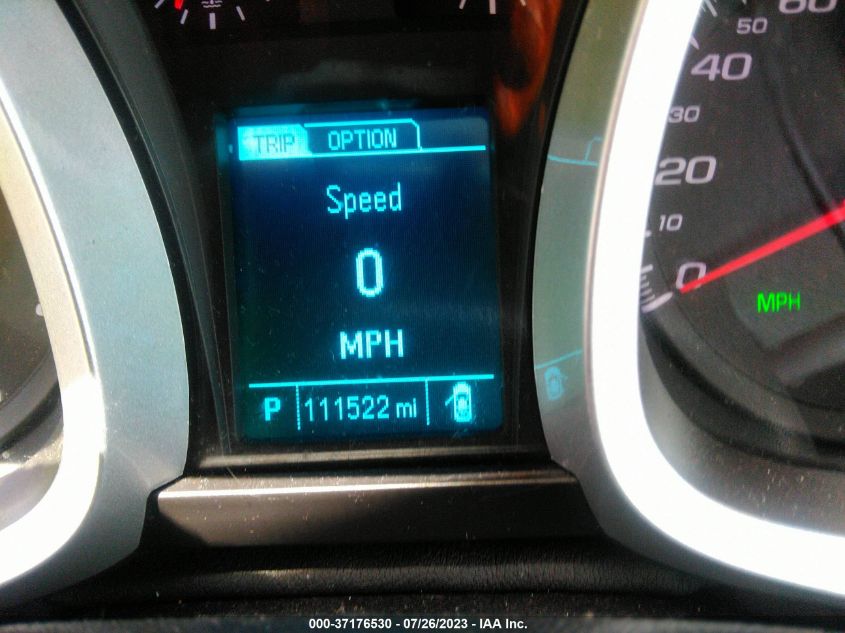 60
50
TRIP OPTION
40
30
Speed
20
10
0
0
MPH
MPH
P 111522 mi
000-37176530 - 07/26/2023 - IAA Inc.